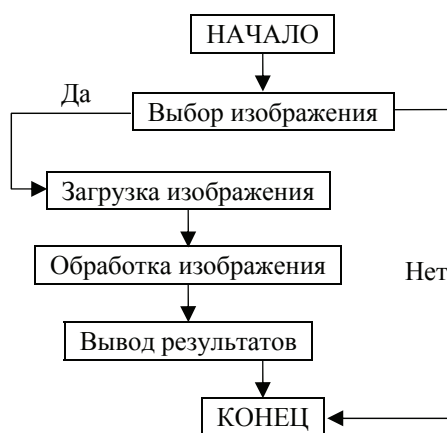 НАЧАЛО
Да
Выбор изображения
Загрузка изображения
Обработка изображения
Нет
Вывод результатов
КОНЕЦ